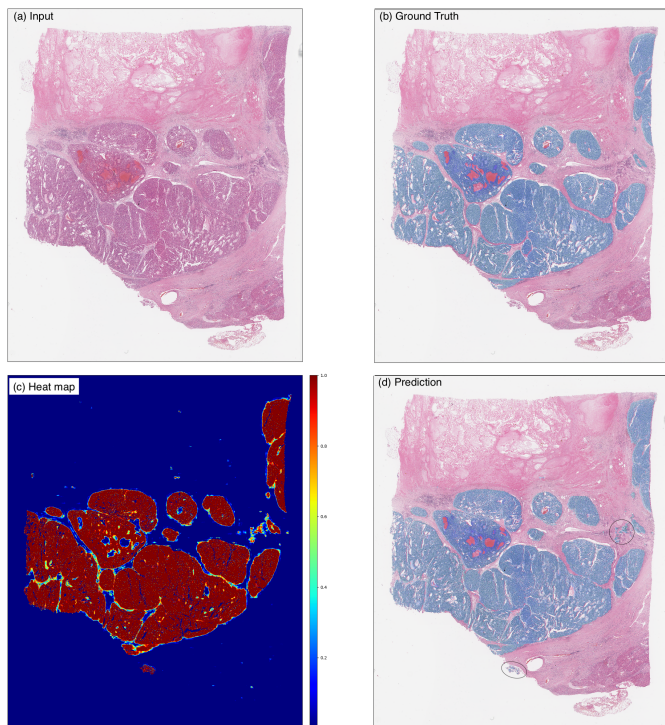 (a) Input
(b) Ground Truth
(c) Heat map
1.0
0.8
0.6
0.4
0.2
(d) Prediction